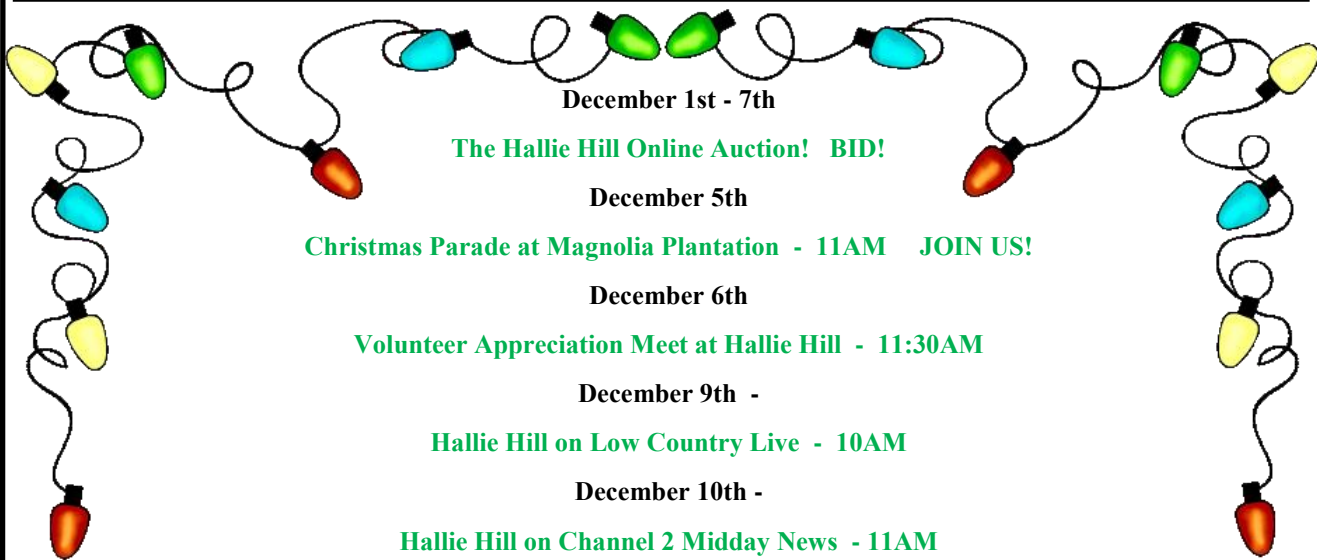 December 1st - 7th
The Hallie Hill Online Auction!   BID!
December 5th
Christmas Parade at Magnolia Plantation  -  11AM     JOIN US!
December 6th
Volunteer Appreciation Meet at Hallie Hill  -  11:30AM
December 9th  -
Hallie Hill on Low Country Live  -  10AM
December 10th -
Hallie Hill on Channel 2 Midday News  - 11AM